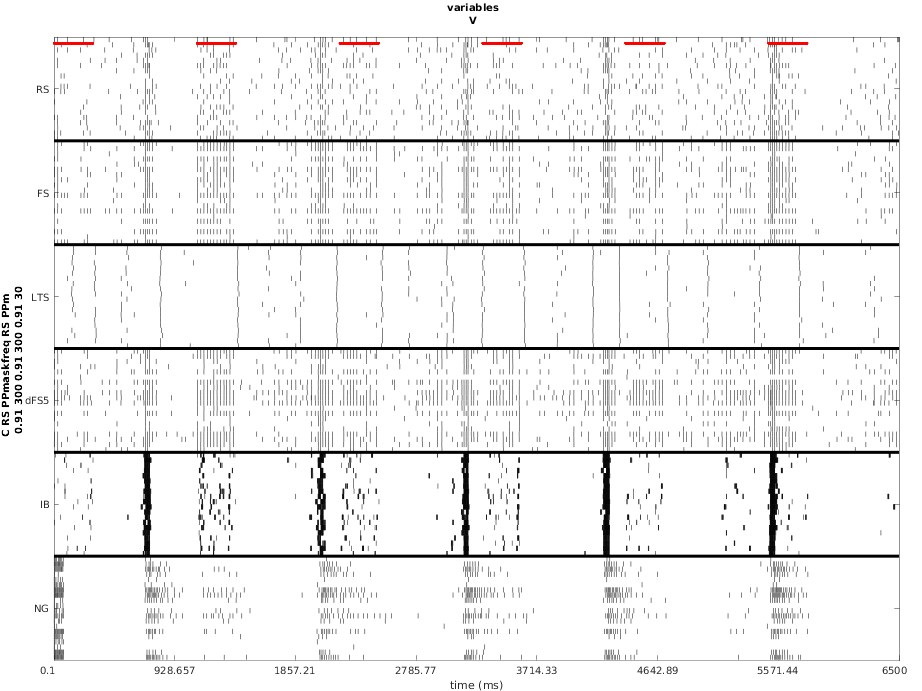 variables
V
C RS PPmaskfreq RS PPm
0.91 300 0.91 300 0.91 30
RS
FS
LTS
dFS5
IB
NG
0.1 928.657 1857.21 2785.77 3714.33 4642.89 5571.44 6500
time (ms)